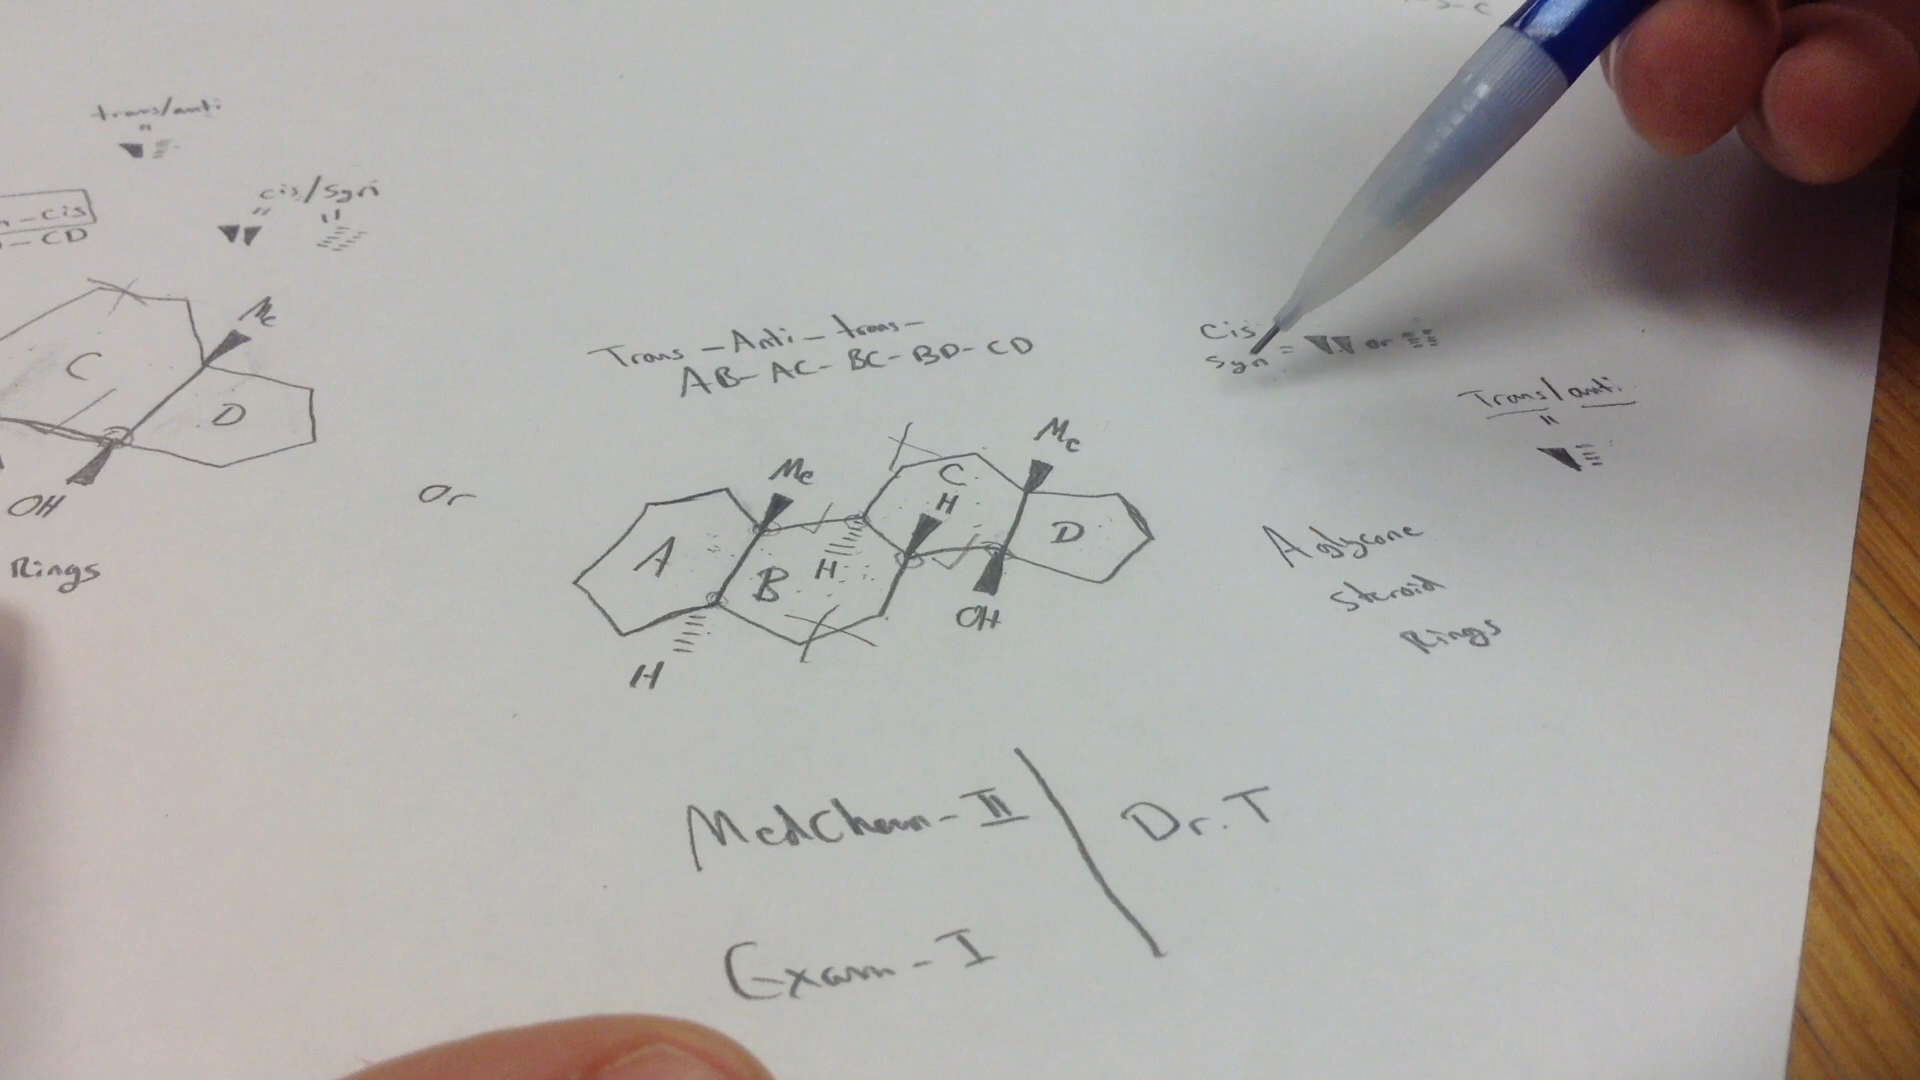 trans/anti
"
cis/syn
" "
n-Cis
-CD
C
Me
D
OH
Rings
Or
Trans-Anti-trans-
AB-AC-BC-BD-CD
Cis
Syn = or
Trans/anti
"
Me
Me
A
B
C
D
H
H
H
OH
Aglycone
Steroid
Rings
MedChem-II
Dr. T
Exam-I